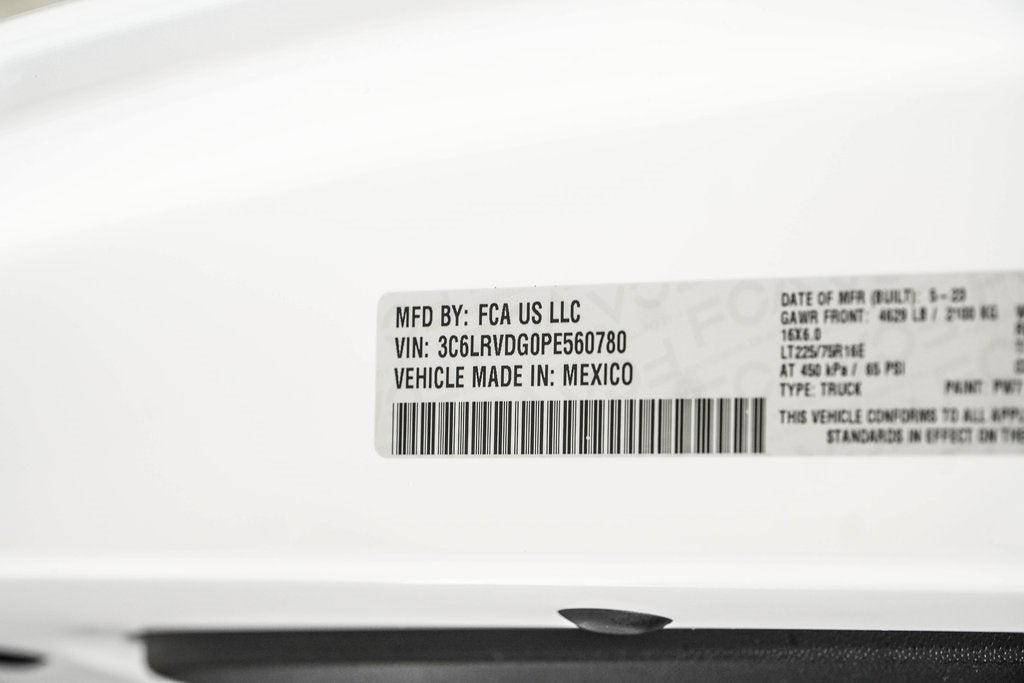 MFD BY: FCA US LLC
VIN: 3C6LRVDG0PE560780
VEHICLE MADE IN: MEXICO
DATE OF MFR (BUILT): 5-23
GAWR FRONT: 4629 LB / 2100 KG
16X6.0
LT225/75R16E
AT 450 kPa / 65 PSI
TYPE: TRUCK PAINT: PW7
THIS VEHICLE CONFORMS TO ALL
STANDARDS IN EFFECT ON